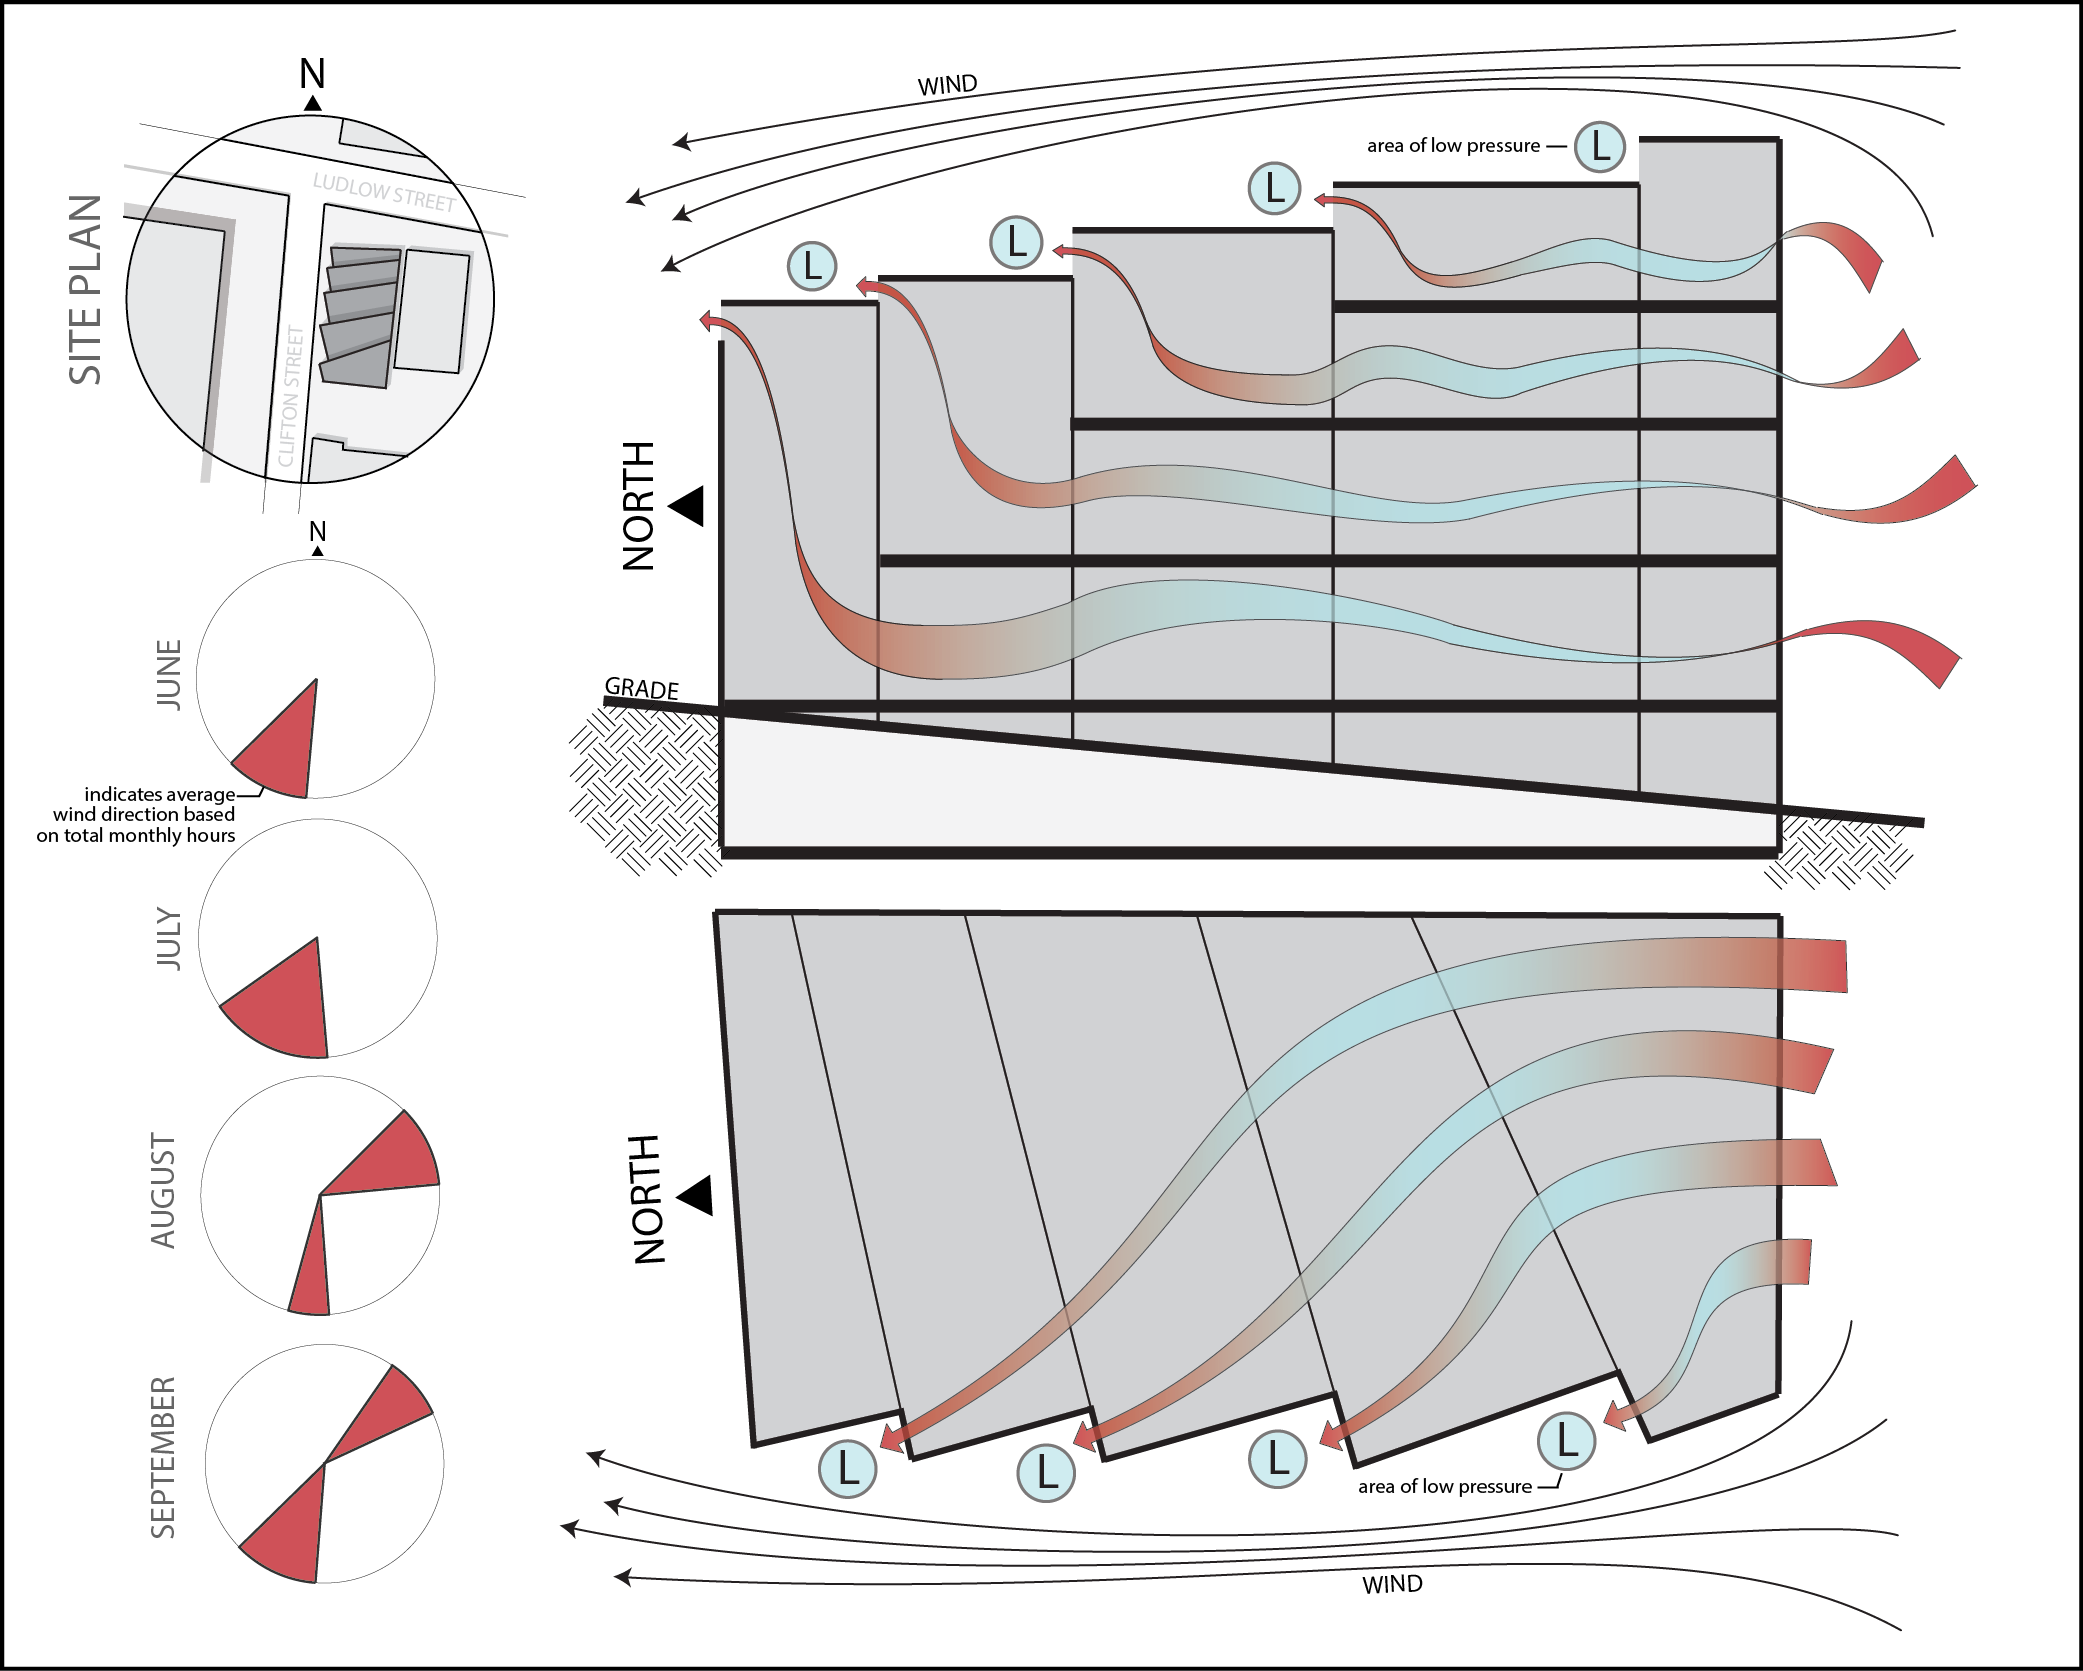 N
SITE PLAN
LUDLOW STREET
CLIFTON STREET
N
JUNE
indicates average
wind direction based
on total monthly hours
JULY
AUGUST
SEPTEMBER
WIND
area of low pressure
L
L
L
L
NORTH
GRADE
NORTH
L
L
L
L
area of low pressure
WIND